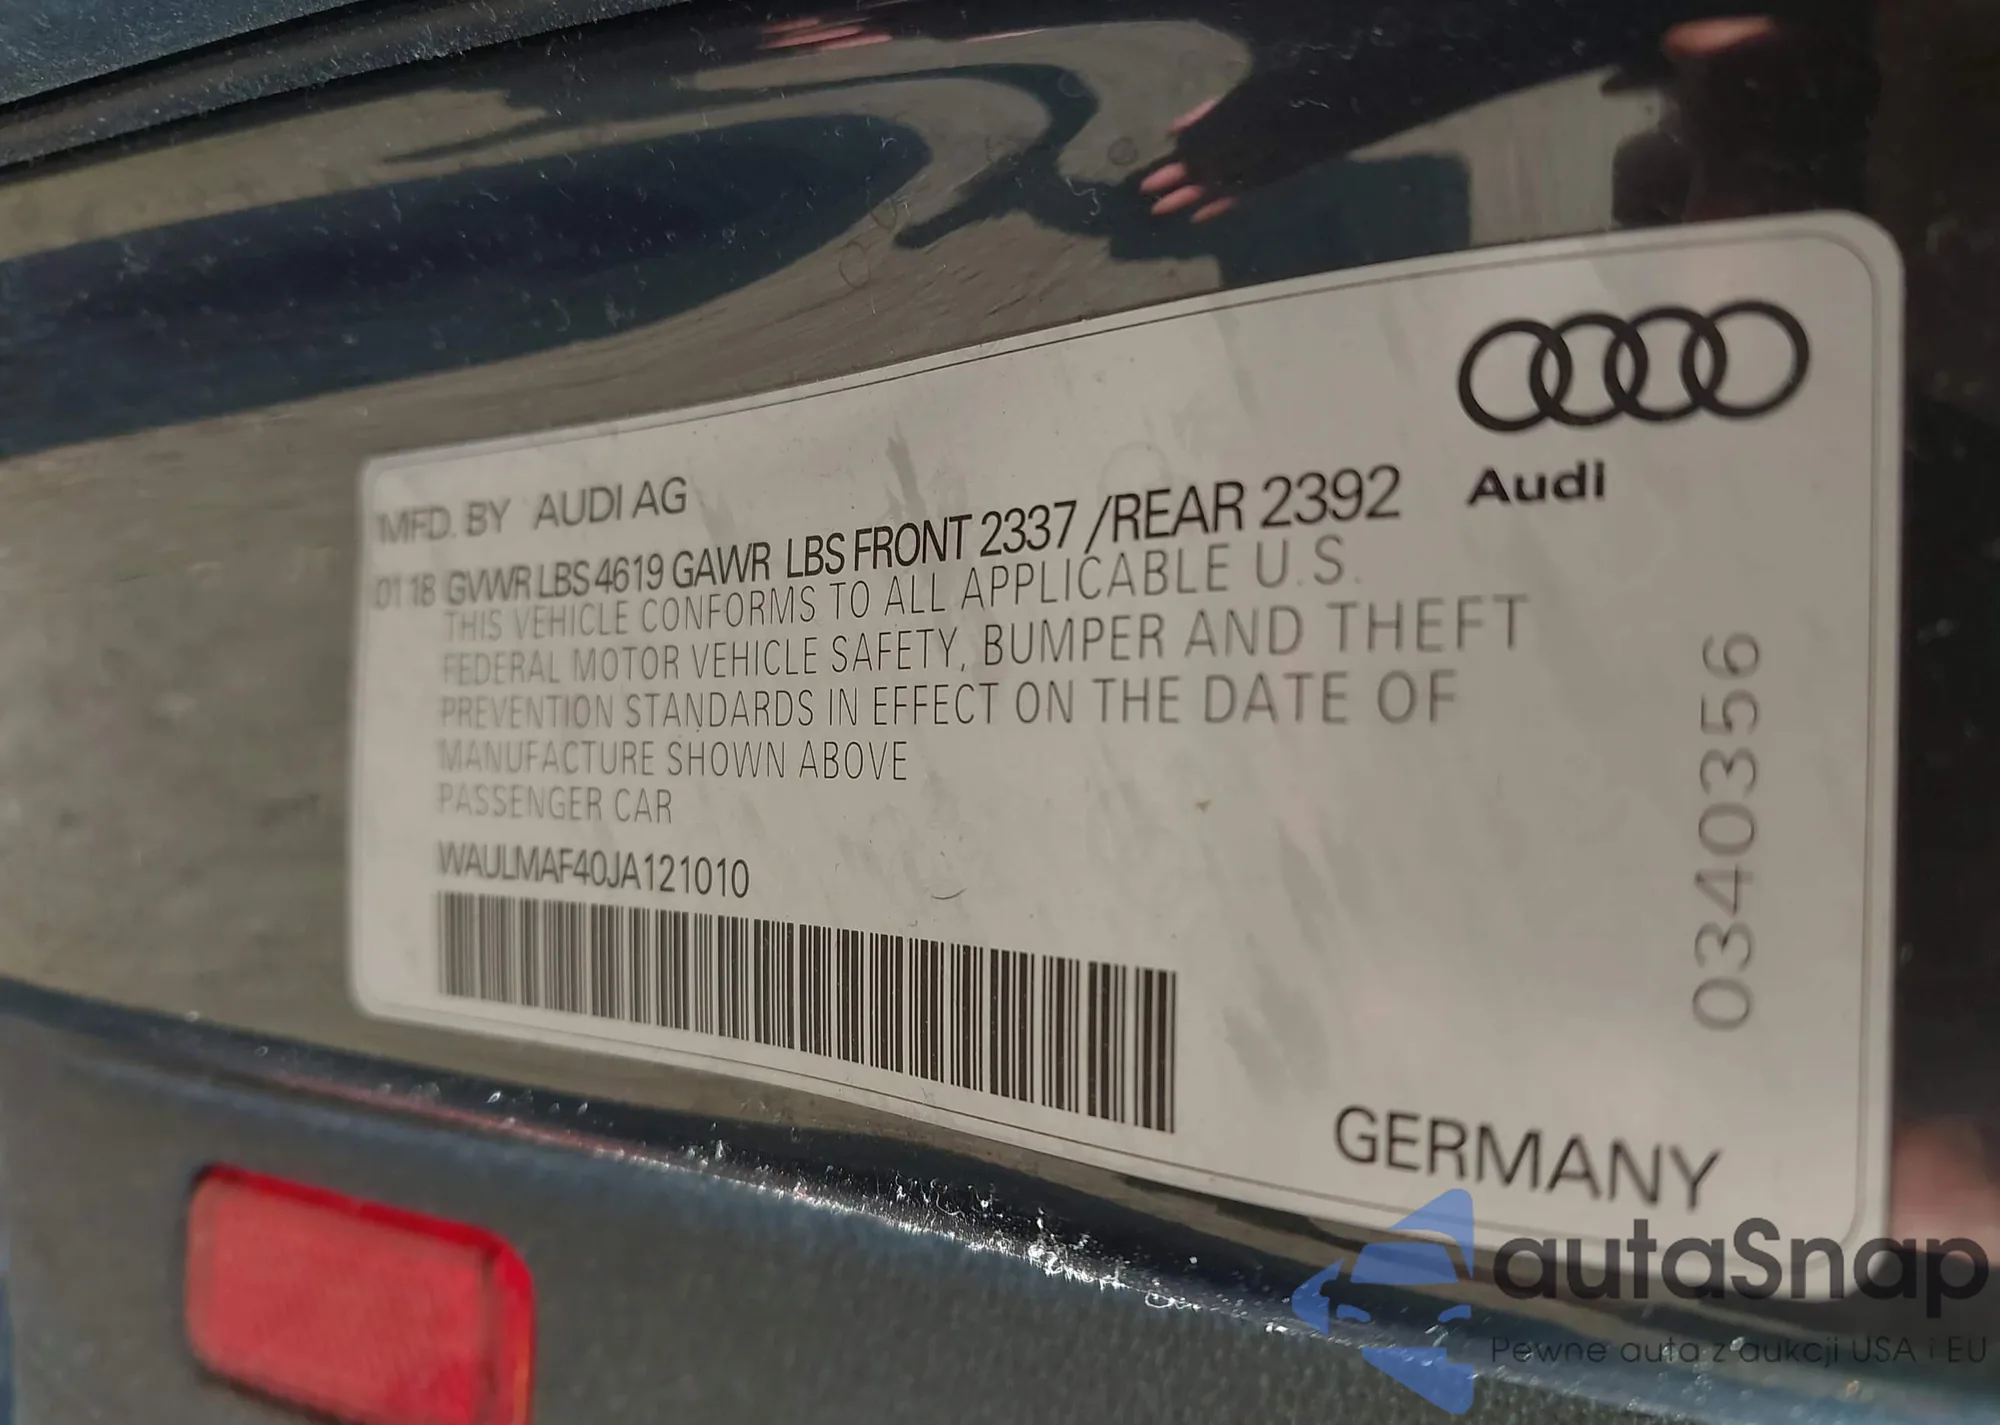 MFD. BY AUDI AG
01 18 GVWR LBS 4619 GAWR LBS FRONT 2337 /REAR 2392
THIS VEHICLE CONFORMS TO ALL APPLICABLE U.S.
FEDERAL MOTOR VEHICLE SAFETY, BUMPER AND THEFT
PREVENTION STANDARDS IN EFFECT ON THE DATE OF
MANUFACTURE SHOWN ABOVE
PASSENGER CAR
WAULMAF40JA121010
Audi
0340356
GERMANY
autaSnap
Pewne auta z aukcji USA i EU